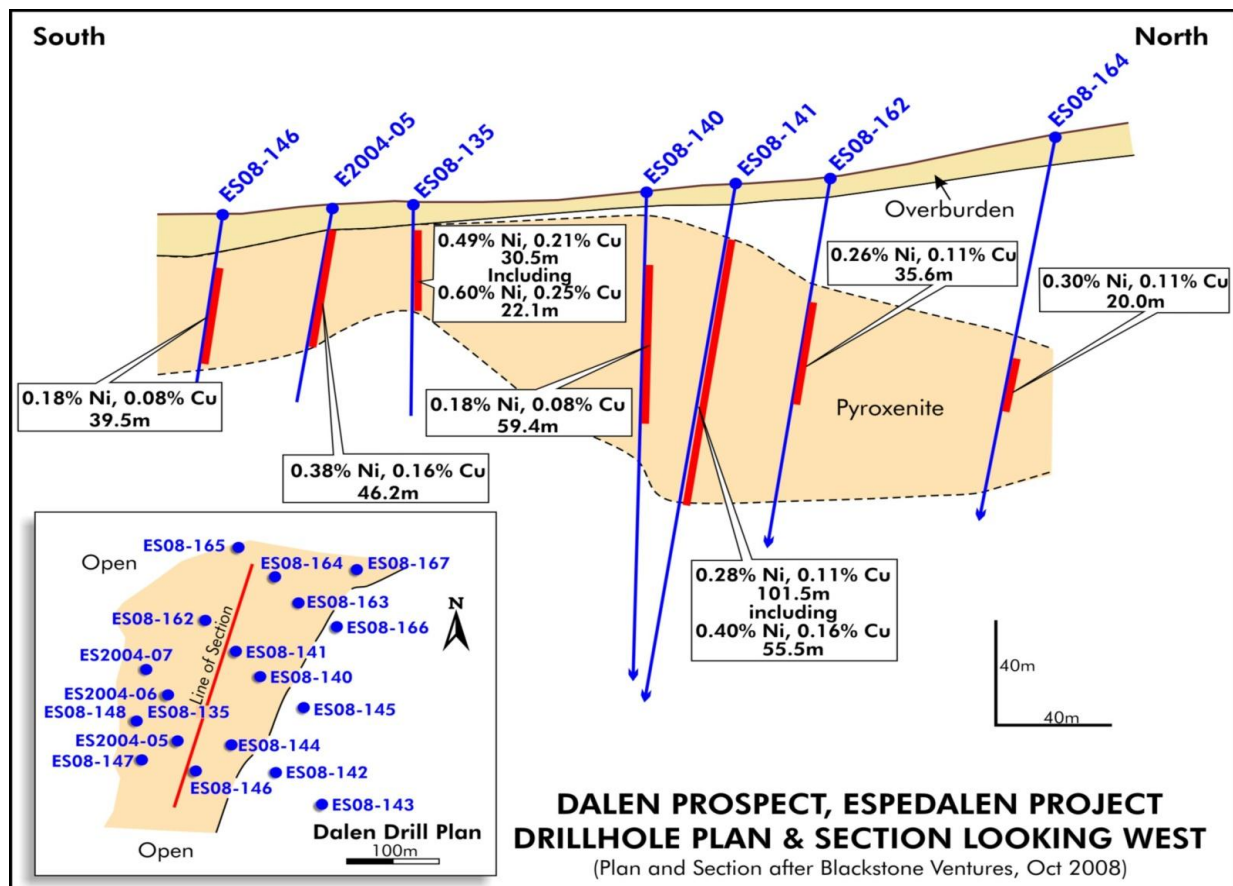 South
North
ES08-146
E2004-05
ES08-135
ES08-140
ES08-141
ES08-162
ES08-164
Overburden
0.49% Ni, 0.21% Cu
30.5m
Including
0.60% Ni, 0.25% Cu
22.1m
0.26% Ni, 0.11% Cu
35.6m
0.30% Ni, 0.11% Cu
20.0m
0.18% Ni, 0.08% Cu
39.5m
0.18% Ni, 0.08% Cu
59.4m
Pyroxenite
0.38% Ni, 0.16% Cu
46.2m
0.28% Ni, 0.11% Cu
101.5m
including
0.40% Ni, 0.16% Cu
55.5m
40m
40m
Open
ES08-165
ES08-164
ES08-167
ES08-163
ES08-162
ES08-166
N
Line of Section
ES08-141
ES2004-07
ES08-140
ES2004-06
ES08-148
ES08-135
ES08-145
ES2004-05
ES08-144
ES08-147
ES08-146
ES08-142
ES08-143
Dalen Drill Plan
100m
Open
DALEN PROSPECT, ESPEDALEN PROJECT
DRILLHOLE PLAN & SECTION LOOKING WEST
(Plan and Section after Blackstone Ventures, Oct 2008)